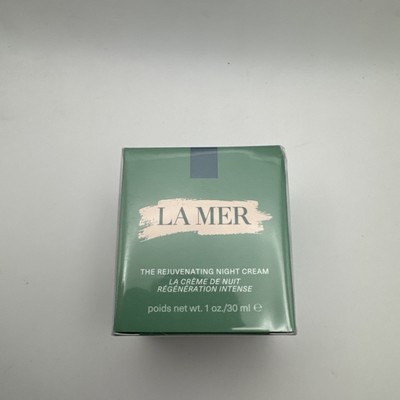 LA MER
THE REJUVENATING NIGHT CREAM
LA CRÈME DE NUIT
RÉGÉNÉRATION INTENSE
poids net wt. 1 oz./30 ml ℮